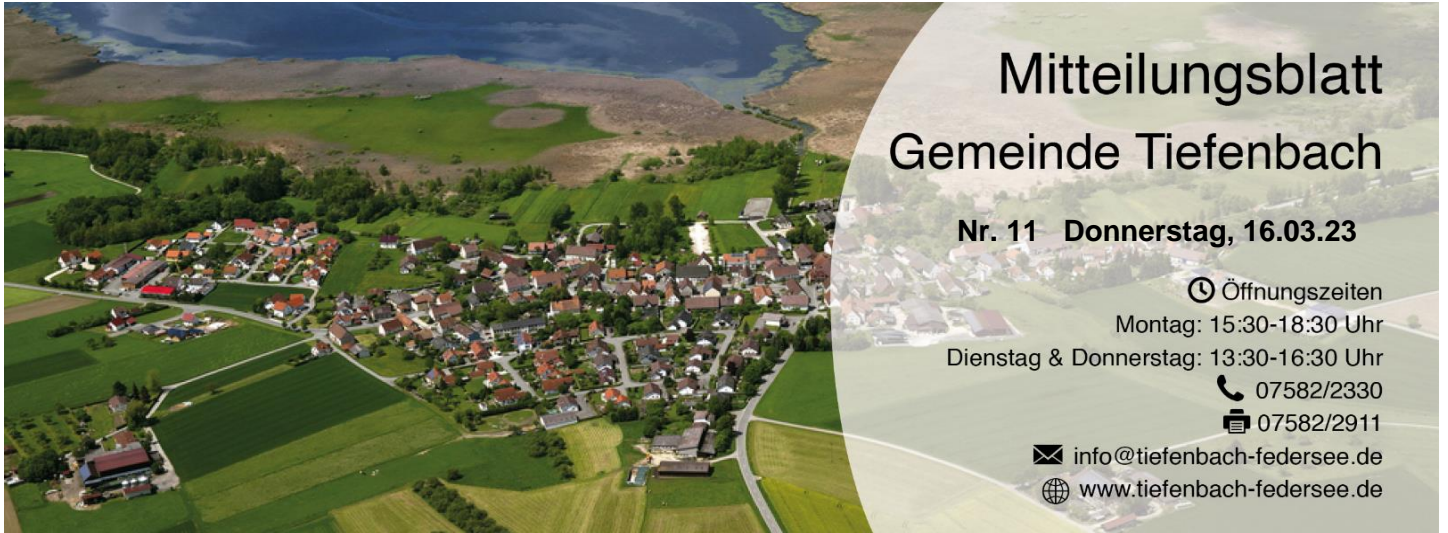 Mitteilungsblatt
Gemeinde Tiefenbach
Nr. 11 Donnerstag, 16.03.23
Öffnungszeiten
Montag: 15:30-18:30 Uhr
Dienstag & Donnerstag: 13:30-16:30 Uhr
07582/2330
07582/2911
info@tiefenbach-federsee.de
www.tiefenbach-federsee.de